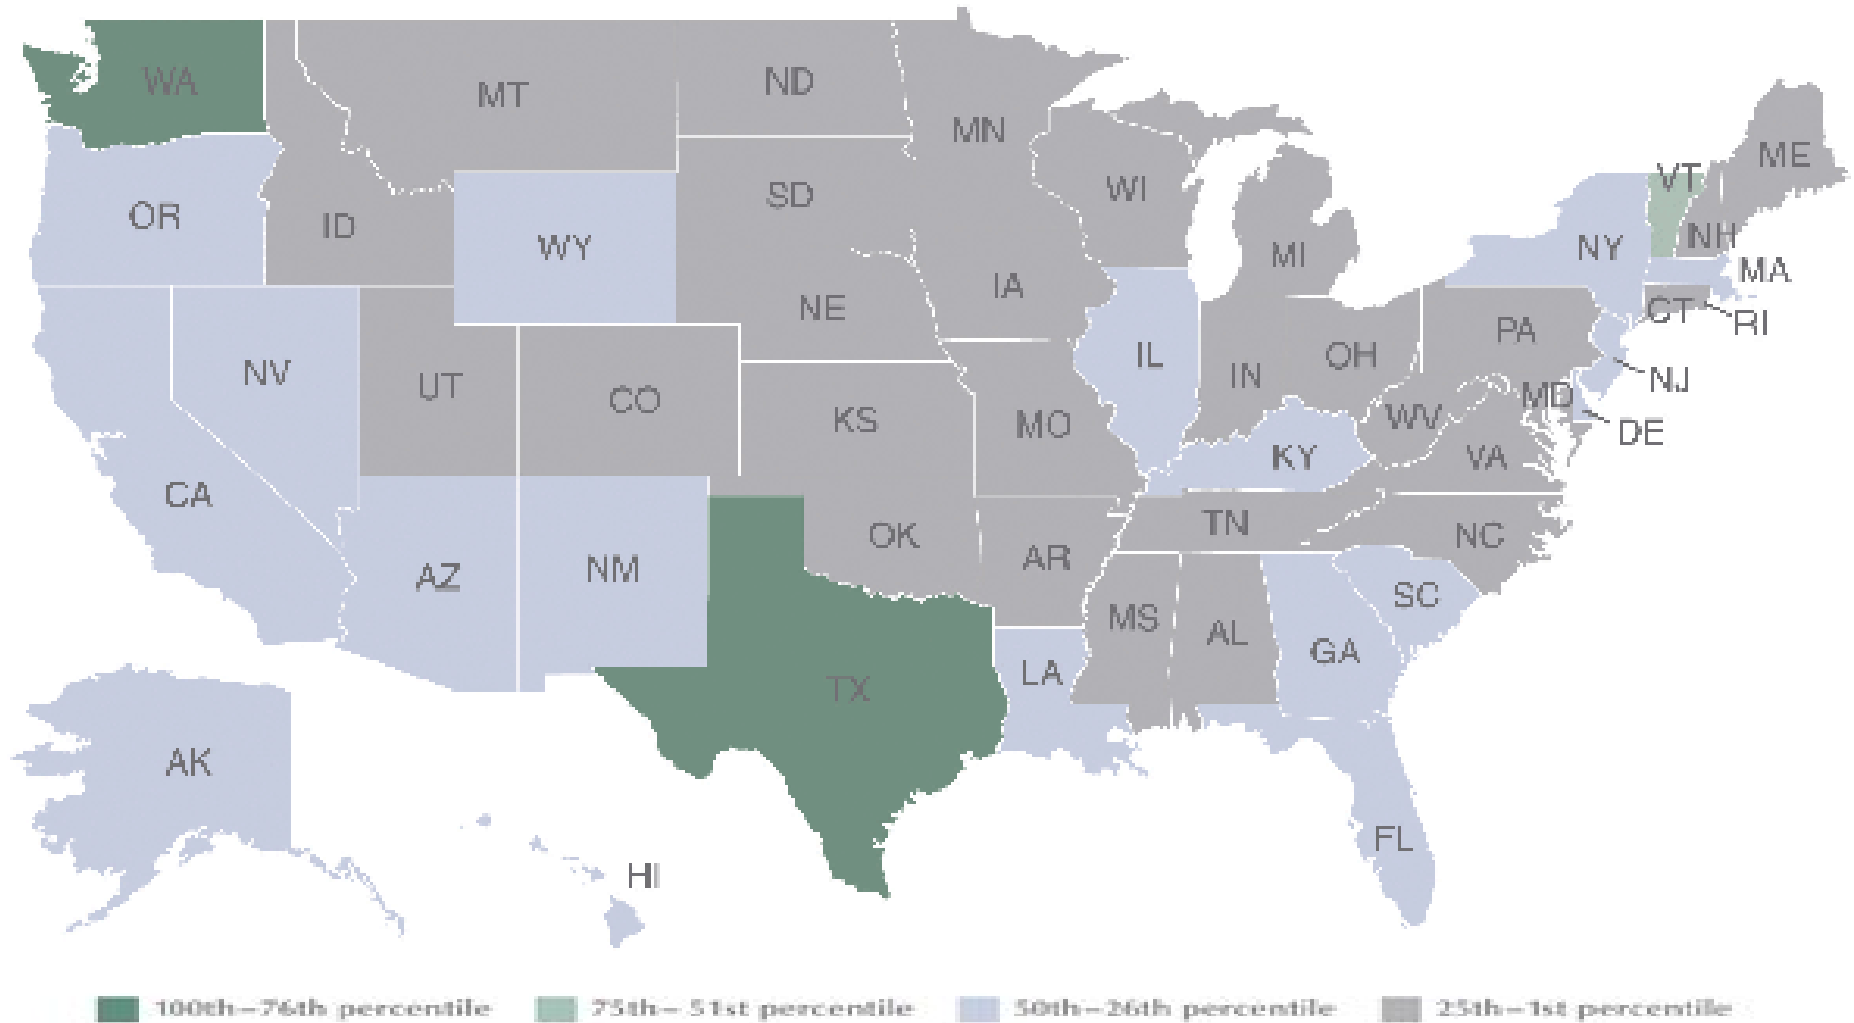 WA
MT
ND
MN
ME
VT
WI
SD
OR
ID
NH
WY
NY
MI
MA
IA
NE
CT
RI
PA
IL
OH
NV
IN
NJ
UT
CO
MD
WV
KS
MO
DE
KY
VA
CA
TN
OK
NC
AR
NM
AZ
SC
MS
AL
GA
LA
TX
AK
FL
HI
100th–76th percentile 75th–51st percentile 50th–26th percentile 25th–1st percentile